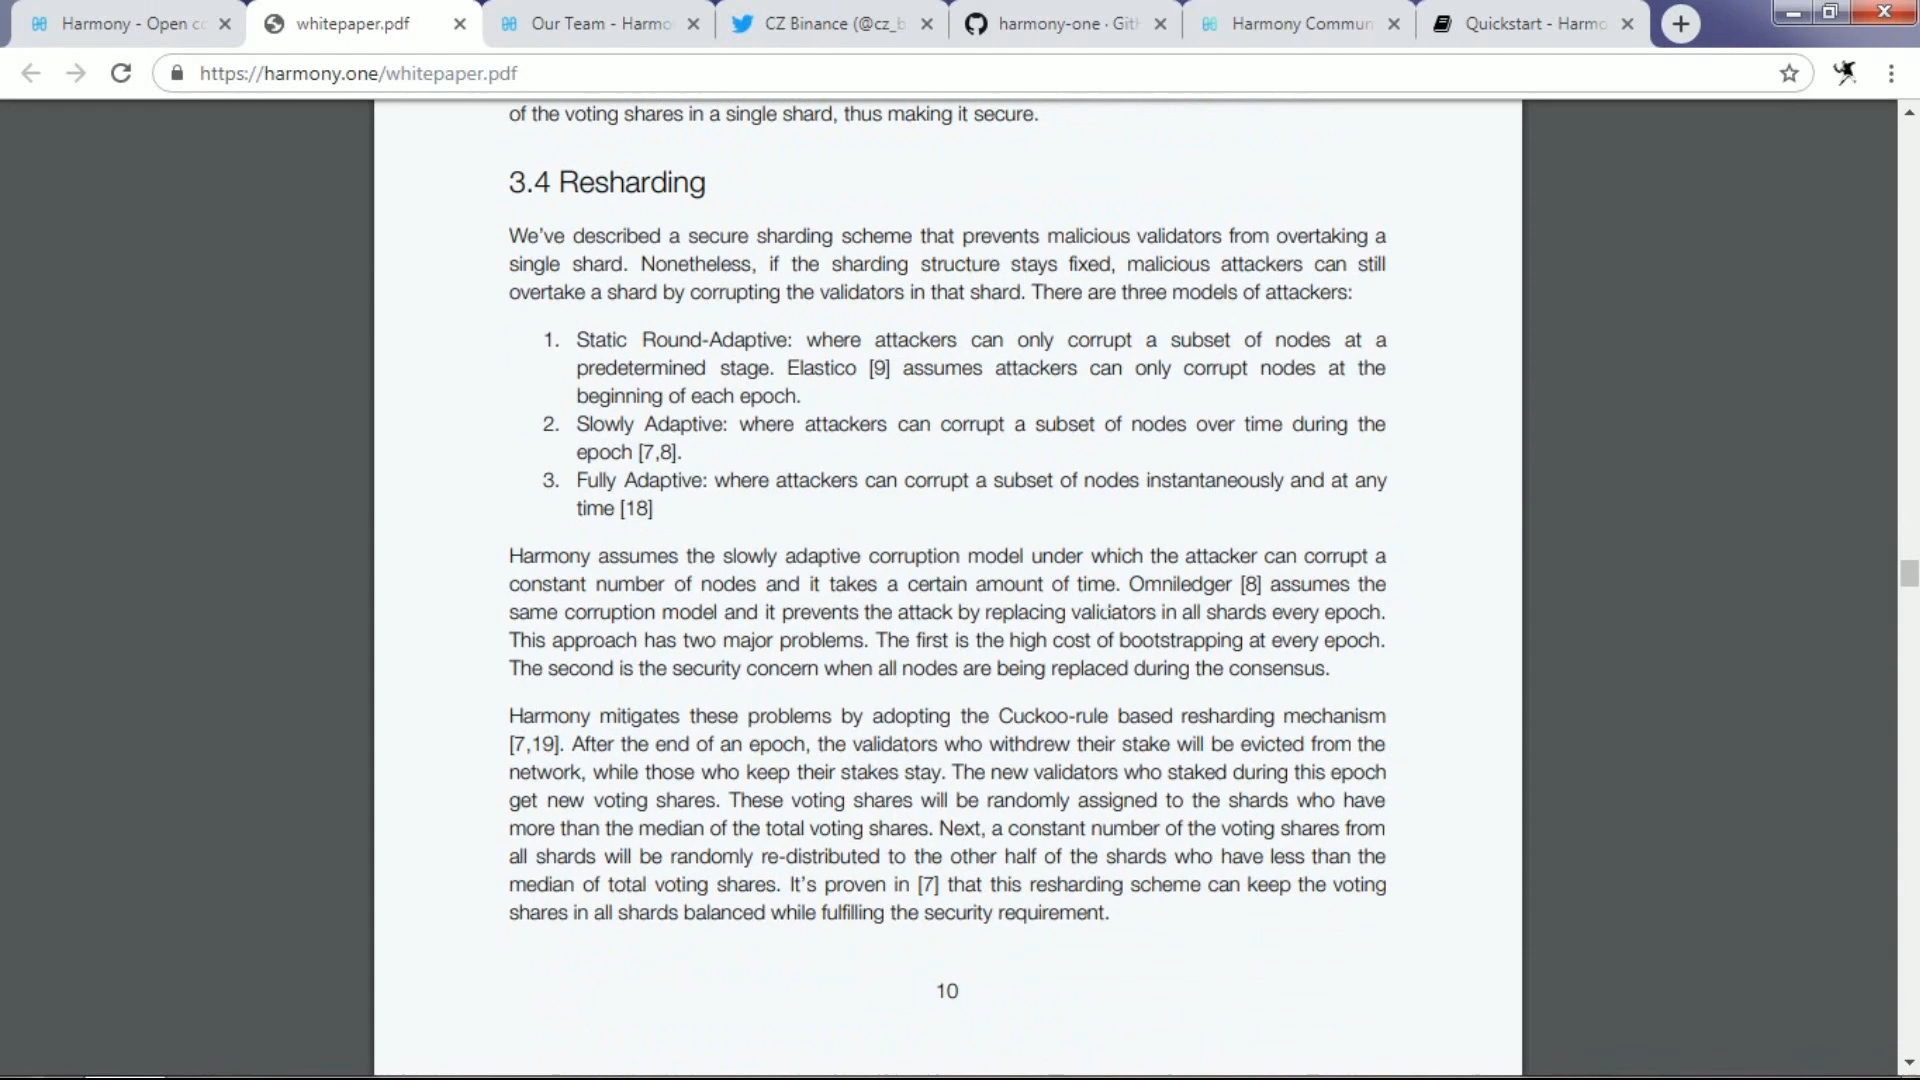 Harmony - Open co
whitepaper.pdf
Our Team - Harmo
CZ Binance (@cz_b
harmony-one · Gith
Harmony Commun
Quickstart - Harmo
https://harmony.one/whitepaper.pdf
of the voting shares in a single shard, thus making it secure.
3.4 Resharding
We’ve described a secure sharding scheme that prevents malicious validators from overtaking a
single shard. Nonetheless, if the sharding structure stays fixed, malicious attackers can still
overtake a shard by corrupting the validators in that shard. There are three models of attackers:
1. Static Round-Adaptive: where attackers can only corrupt a subset of nodes at a
predetermined stage. Elastico [9] assumes attackers can only corrupt nodes at the
beginning of each epoch.
2. Slowly Adaptive: where attackers can corrupt a subset of nodes over time during the
epoch [7,8].
3. Fully Adaptive: where attackers can corrupt a subset of nodes instantaneously and at any
time [18]
Harmony assumes the slowly adaptive corruption model under which the attacker can corrupt a
constant number of nodes and it takes a certain amount of time. Omniledger [8] assumes the
same corruption model and it prevents the attack by replacing validators in all shards every epoch.
This approach has two major problems. The first is the high cost of bootstrapping at every epoch.
The second is the security concern when all nodes are being replaced during the consensus.
Harmony mitigates these problems by adopting the Cuckoo-rule based resharding mechanism
[7,19]. After the end of an epoch, the validators who withdrew their stake will be evicted from the
network, while those who keep their stakes stay. The new validators who staked during this epoch
get new voting shares. These voting shares will be randomly assigned to the shards who have
more than the median of the total voting shares. Next, a constant number of the voting shares from
all shards will be randomly re-distributed to the other half of the shards who have less than the
median of total voting shares. It’s proven in [7] that this resharding scheme can keep the voting
shares in all shards balanced while fulfilling the security requirement.
10